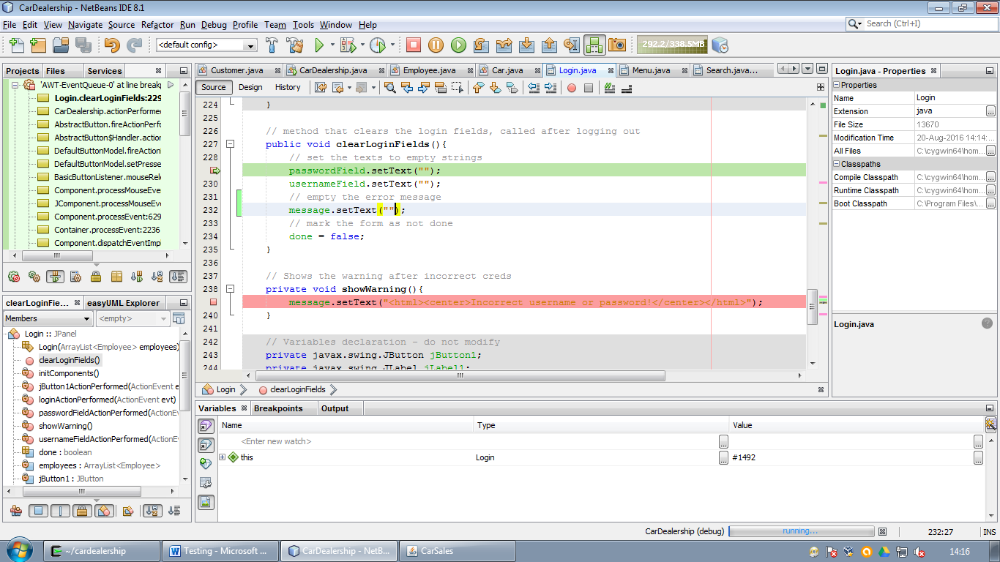 CarDealership - NetBeans IDE 8.1
File Edit View Navigate Source Refactor Run Debug Profile Team Tools Window Help
Search (Ctrl+I)
<default config>
292.2/338.5MB
Projects Files Services
'AWT-EventQueue-0' at line breakp
Login.clearLoginFields:229
CarDealership.actionPerformed
AbstractButton.fireActionPerfo
AbstractButton$Handler.action
DefaultButtonModel.fireAction
DefaultButtonModel.setPresse
BasicButtonListener.mouseRele
Component.processMouseEve
JComponent.processMouseEv
Component.processEvent:629
Container.processEvent:2236
Component.dispatchEventImp
clearLoginFie... easyUML Explorer
Members <empty>
Login :: JPanel
Login(ArrayList<Employee> employees)
clearLoginFields()
initComponents()
jButton1ActionPerformed(ActionEvent e
loginActionPerformed(ActionEvent evt)
passwordFieldActionPerformed(ActionE
showWarning()
usernameFieldActionPerformed(ActionE
done : boolean
employees : ArrayList<Employee>
jButton1 : JButton
Customer.java CarDealership.java Employee.java Car.java Login.java Menu.java Search.java...
Source Design History
224 }
225
226 // method that clears the login fields, called after logging out
227 public void clearLoginFields(){
228 // set the texts to empty strings
passwordField.setText("");
230 usernameField.setText("");
231 // empty the error message
232 message.setText("");
233 // mark the form as not done
234 done = false;
235 }
236
237 // Shows the warning after incorrect creds
238 private void showWarning(){
message.setText("<html><center>Incorrect username or password!</center></html>");
240 }
241
242 // Variables declaration - do not modify
243 private javax.swing.JButton jButton1;
244 private javax.swing.JLabel jLabel1;
Login clearLoginFields
Variables Breakpoints Output
Name Type Value
<Enter new watch>
this Login #1492
Login.java - Properties
Properties
Name Login
Extension java
File Size 13670
Modification Time 20-Aug-2016 14:14:...
All Files C:\cygwin64\hom...
Classpaths
Compile Classpath C:\cygwin64\hom...
Runtime Classpath C:\cygwin64\hom...
Boot Classpath C:\Program Files\...
Login.java
CarDealership (debug) running... 232:27 INS
~/cardealership Testing - Microsoft ... CarDealership - NetB... CarSales 14:16